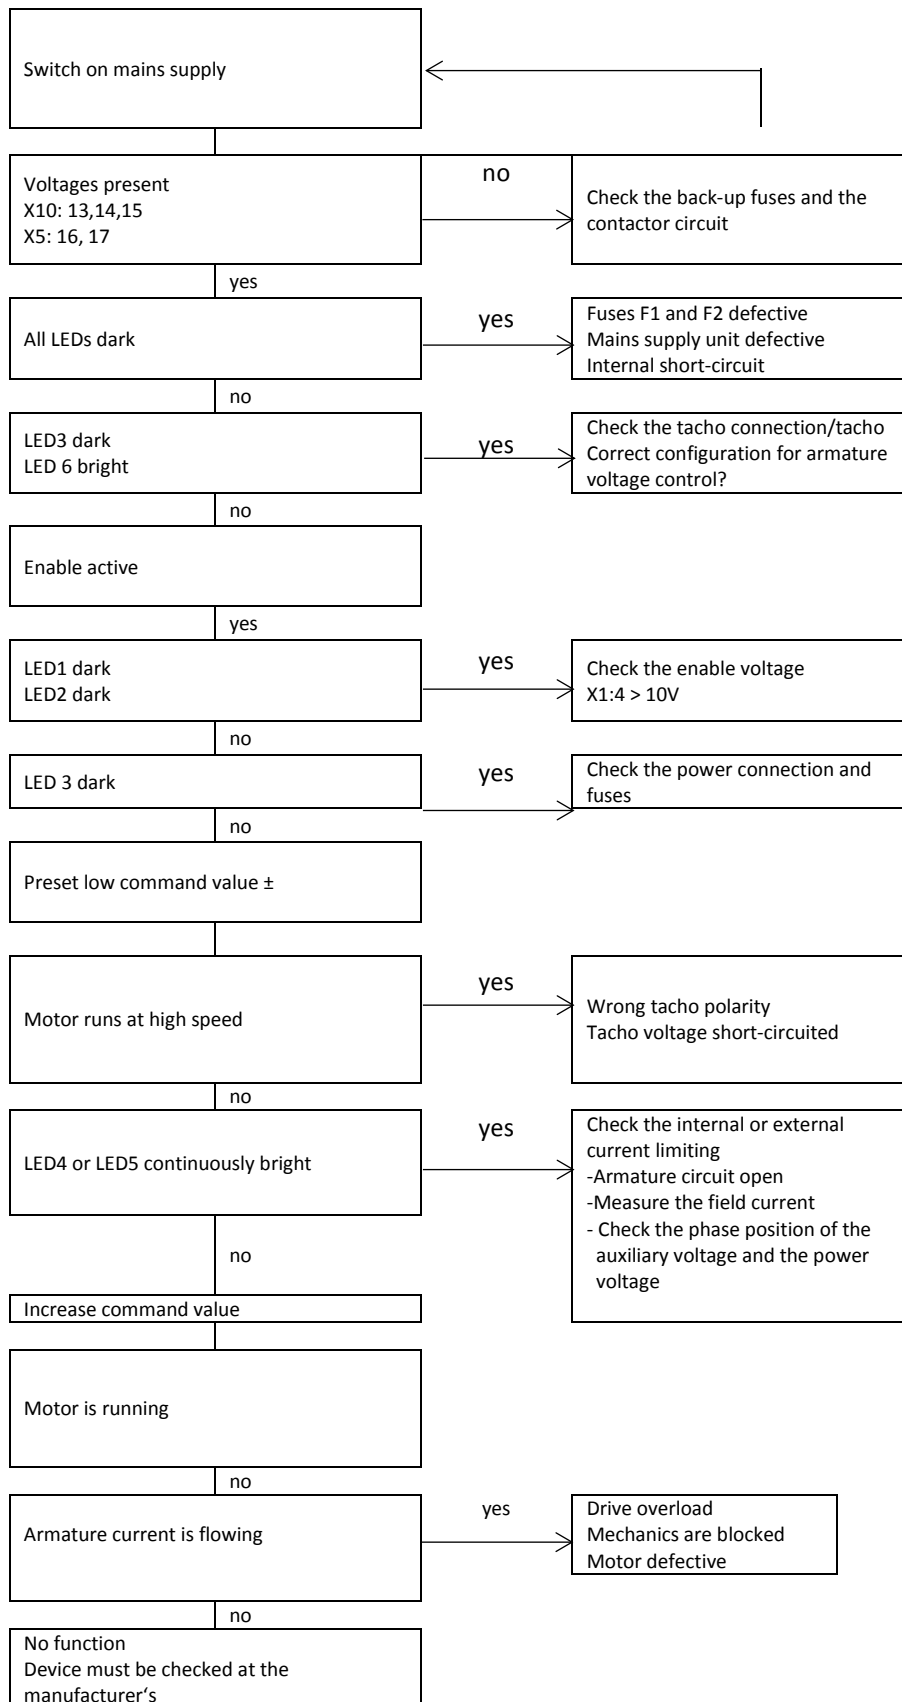 Switch on mains supply
Voltages present
X10: 13,14,15
X5: 16, 17
no
Check the back-up fuses and the
contactor circuit
yes
All LEDs dark
yes
Fuses F1 and F2 defective
Mains supply unit defective
Internal short-circuit
no
LED3 dark
LED 6 bright
yes
Check the tacho connection/tacho
Correct configuration for armature
voltage control?
no
Enable active
yes
LED1 dark
LED2 dark
yes
Check the enable voltage
X1:4 > 10V
no
LED 3 dark
yes
Check the power connection and
fuses
no
Preset low command value ±
Motor runs at high speed
yes
Wrong tacho polarity
Tacho voltage short-circuited
no
LED4 or LED5 continuously bright
yes
Check the internal or external
current limiting
-Armature circuit open
-Measure the field current
- Check the phase position of the
auxiliary voltage and the power
voltage
no
Increase command value
Motor is running
no
Armature current is flowing
yes
Drive overload
Mechanics are blocked
Motor defective
no
No function
Device must be checked at the
manufacturer‘s